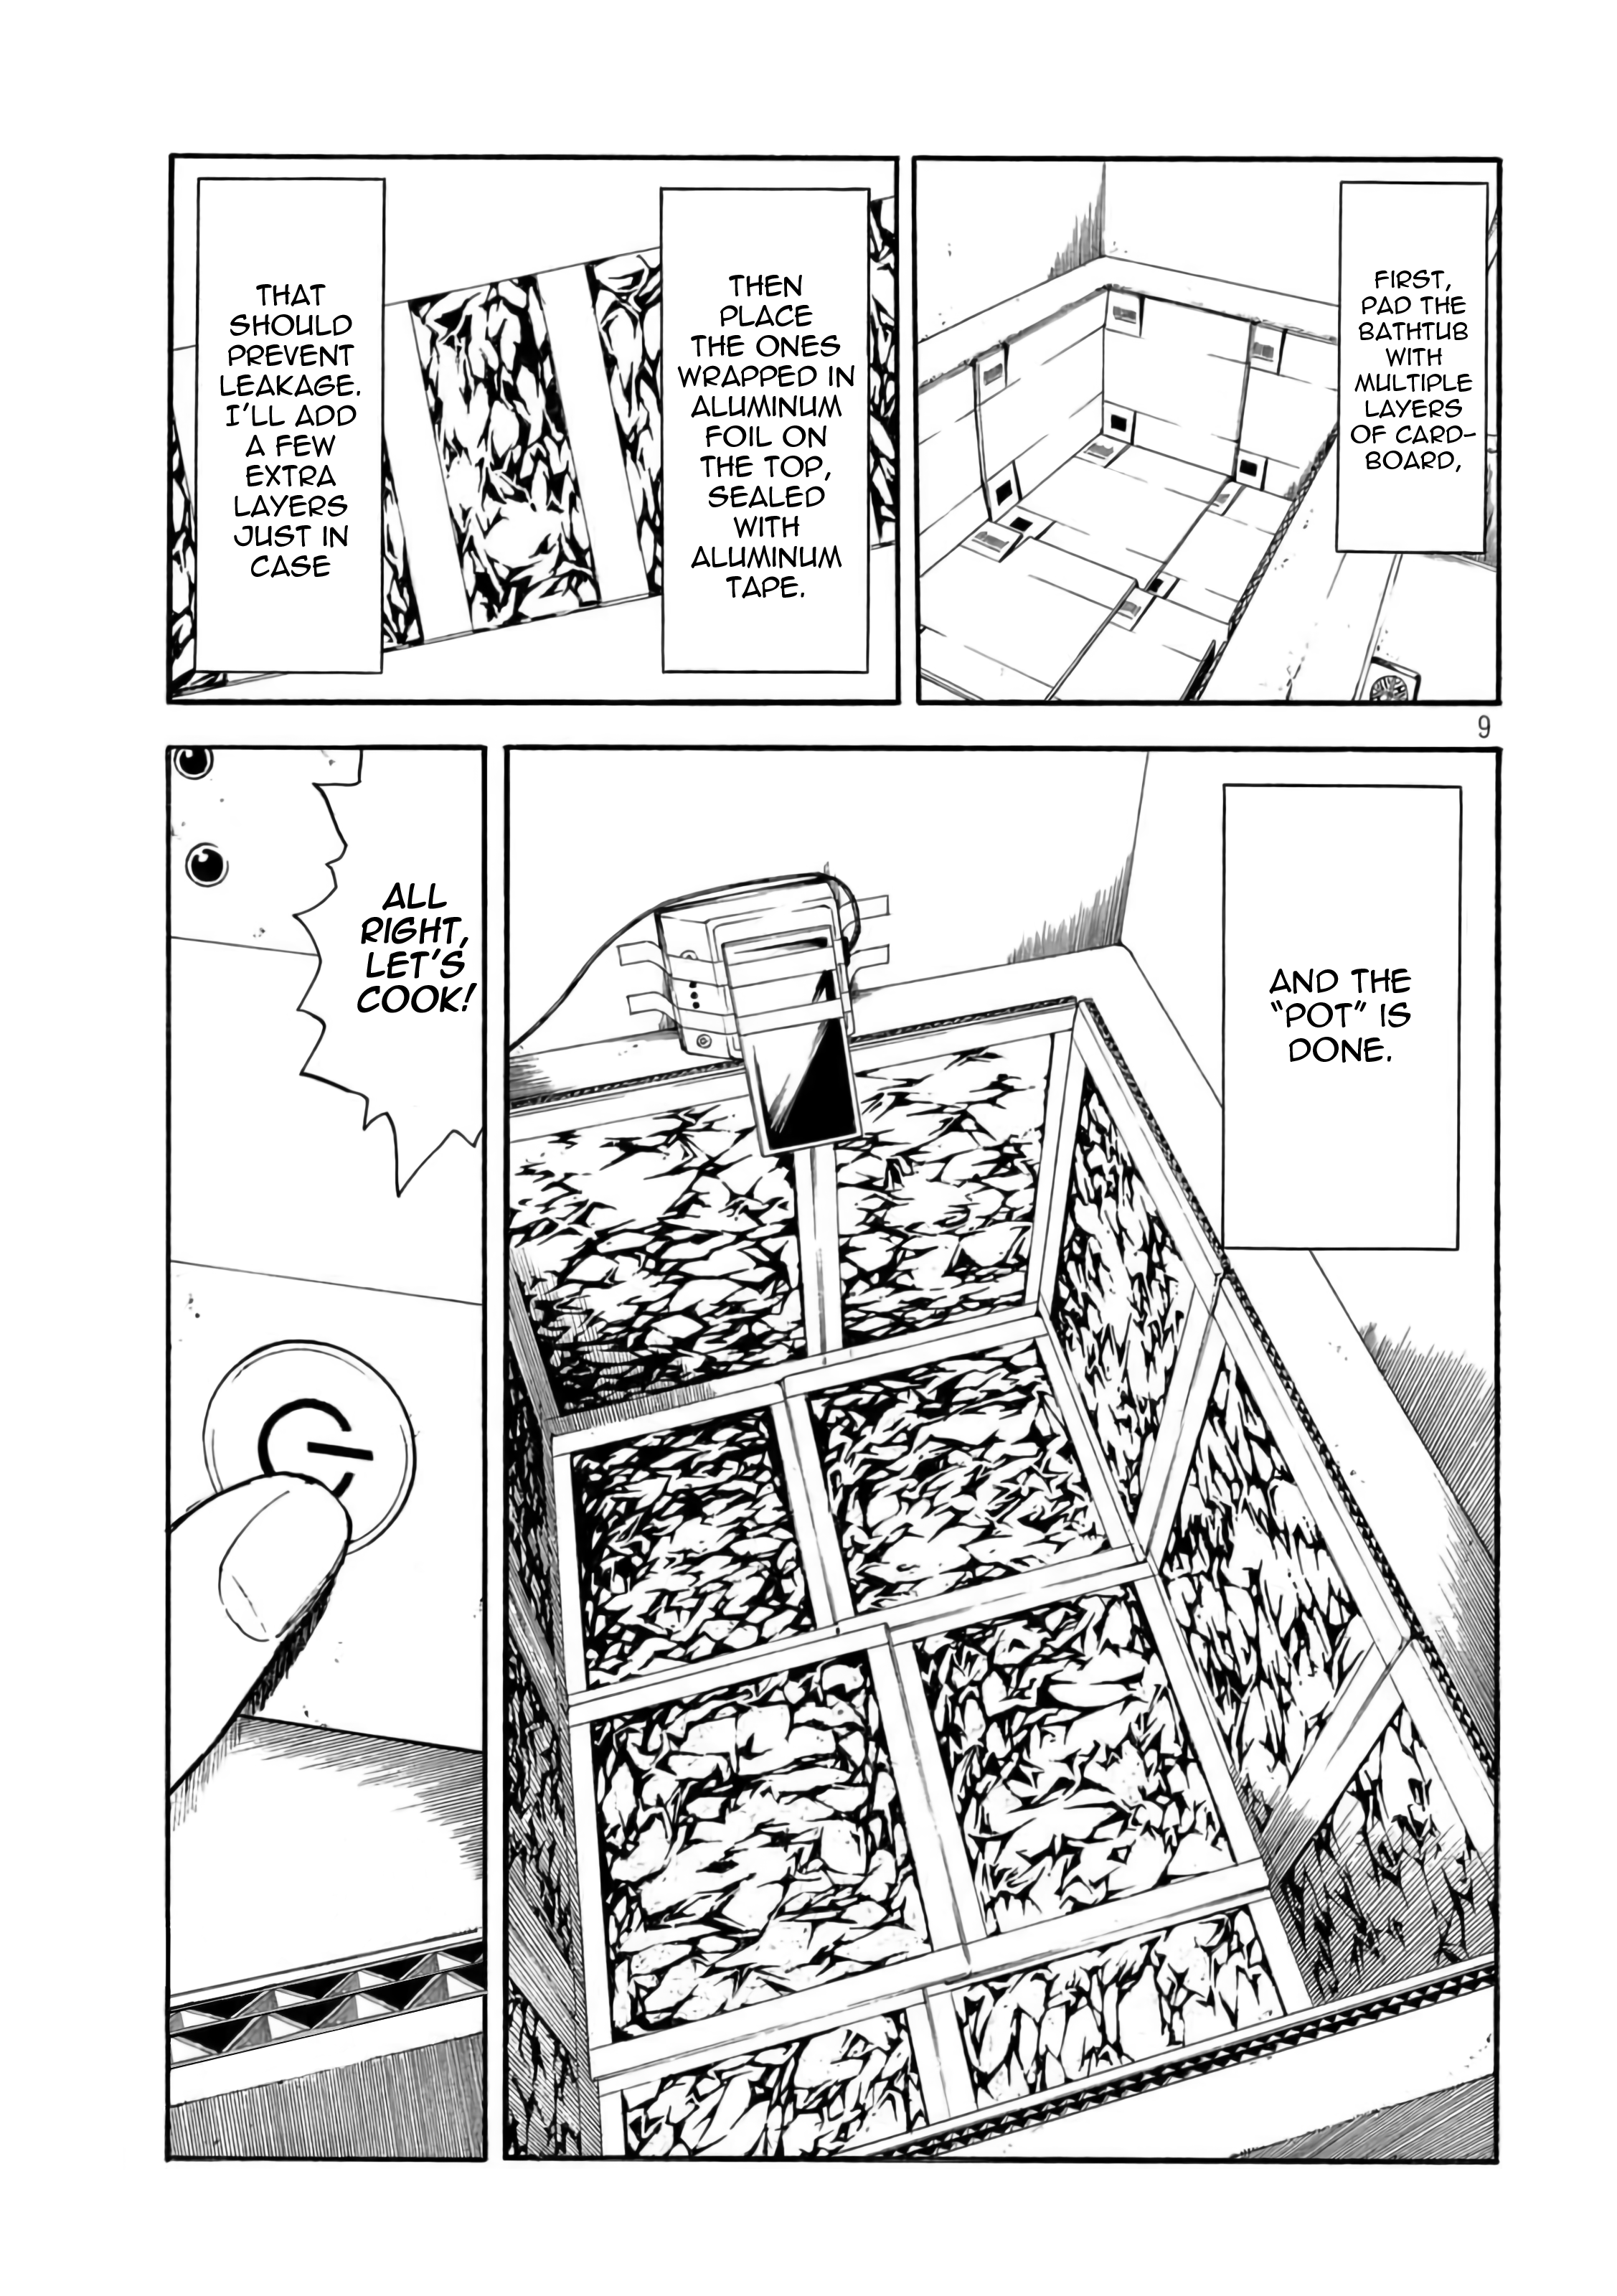 FIRST,
PAD THE
BATHTUB
WITH
MULTIPLE
LAYERS
OF CARD-
BOARD,
THEN
PLACE
THE ONES
WRAPPED IN
ALUMINUM
FOIL ON
THE TOP,
SEALED
WITH
ALUMINUM
TAPE.
THAT
SHOULD
PREVENT
LEAKAGE.
I'LL ADD
A FEW
EXTRA
LAYERS
JUST IN
CASE
9
AND THE
"POT" IS
DONE.
ALL
RIGHT,
LET'S
COOK!